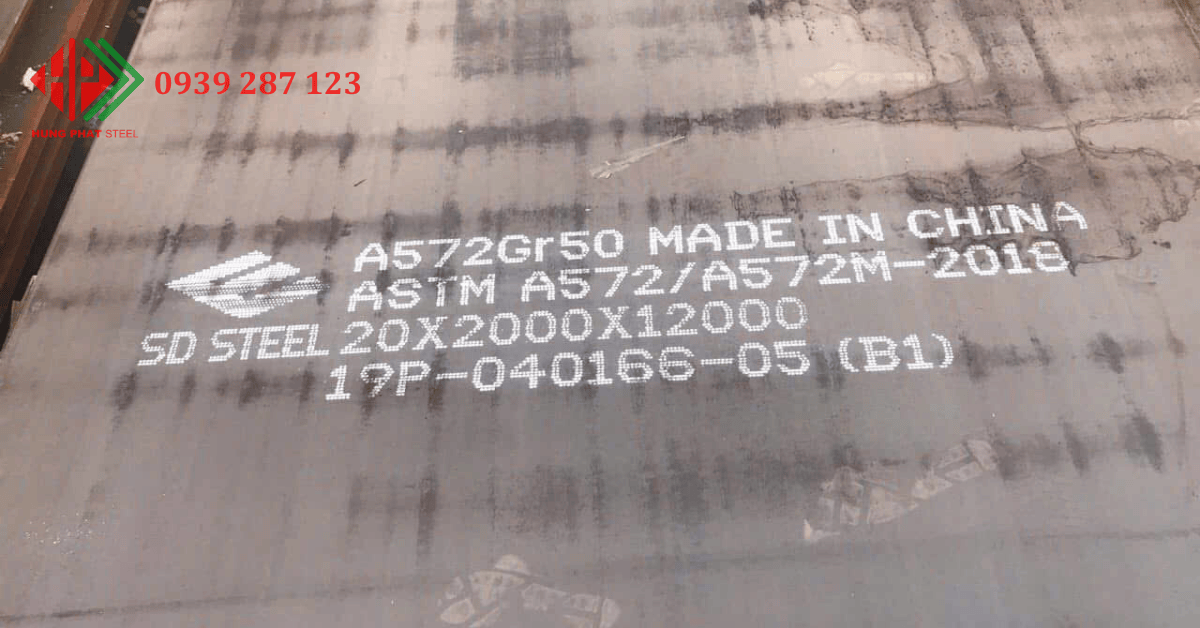 0939 287 123
HUNG PHAT STEEL
A572Gr50 MADE IN CHINA
ASTM A572/A572M-2018
SD STEEL 20X2000X12000
19P-040166-05 (B1)